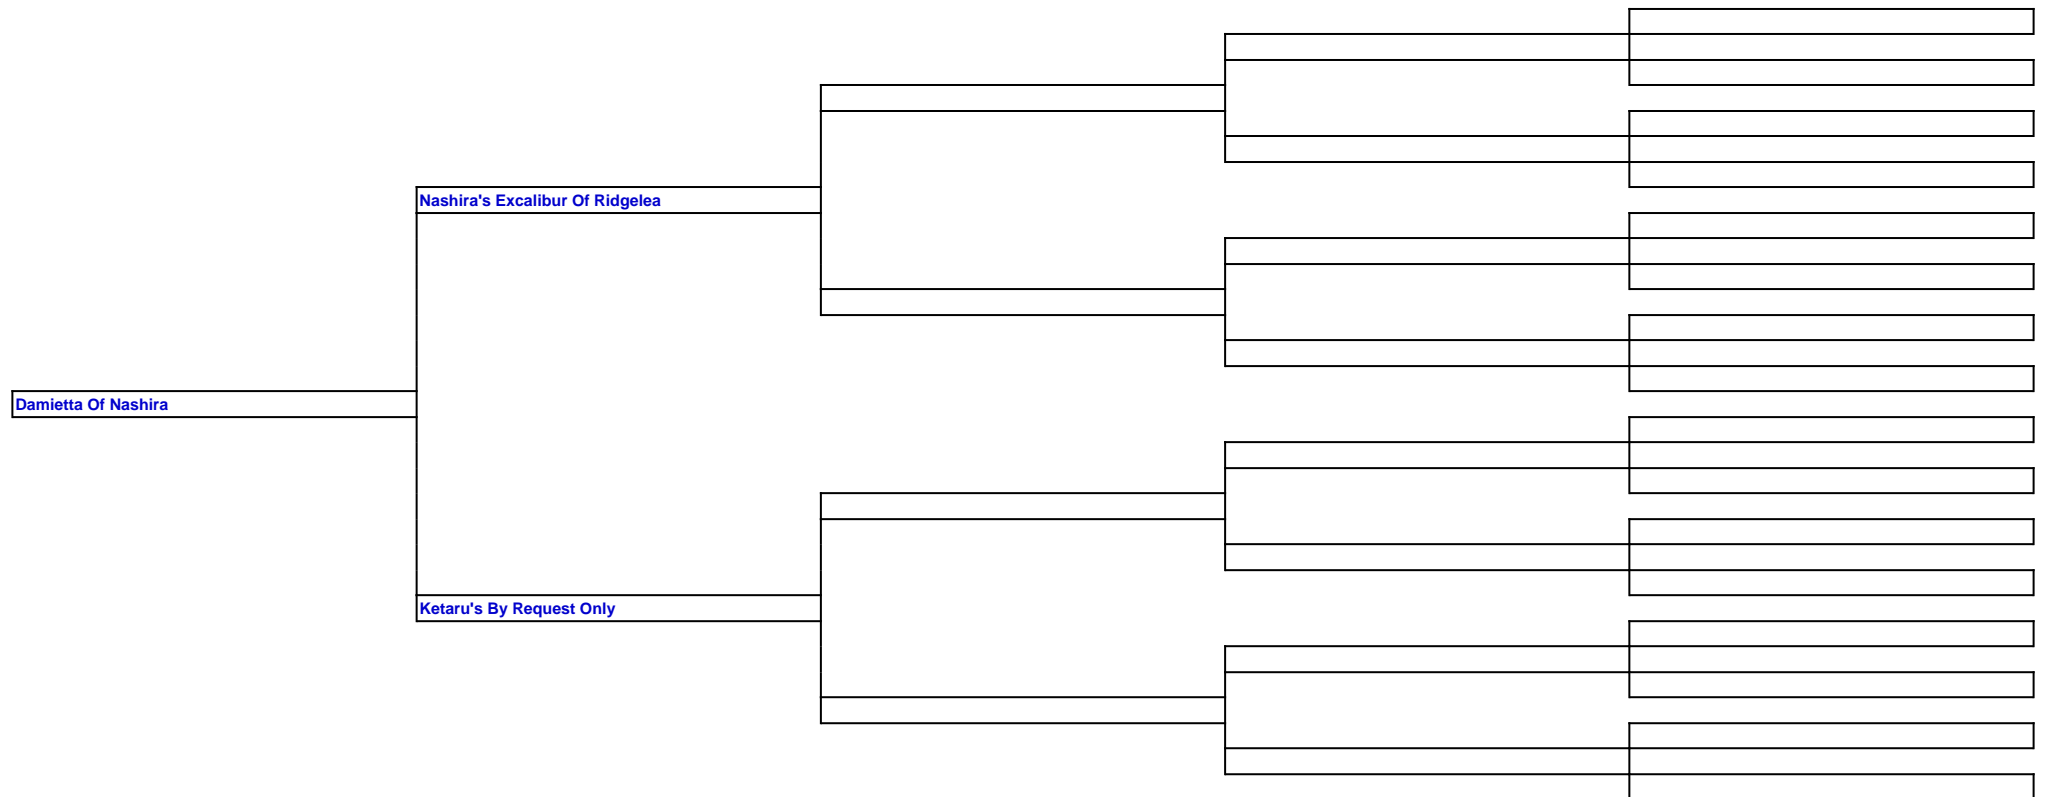 Nashira's Excalibur Of Ridgelea
Damietta Of Nashira
Ketaru's By Request Only